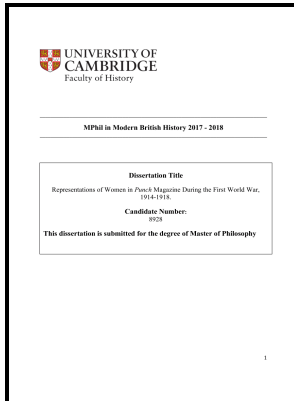 UNIVERSITY OF
CAMBRIDGE
Faculty of History
MPhil in Modern British History 2017 - 2018
Dissertation Title
Representations of Women in Punch Magazine During the First World War,
1914-1918.
Candidate Number:
8928
This dissertation is submitted for the degree of Master of Philosophy
1